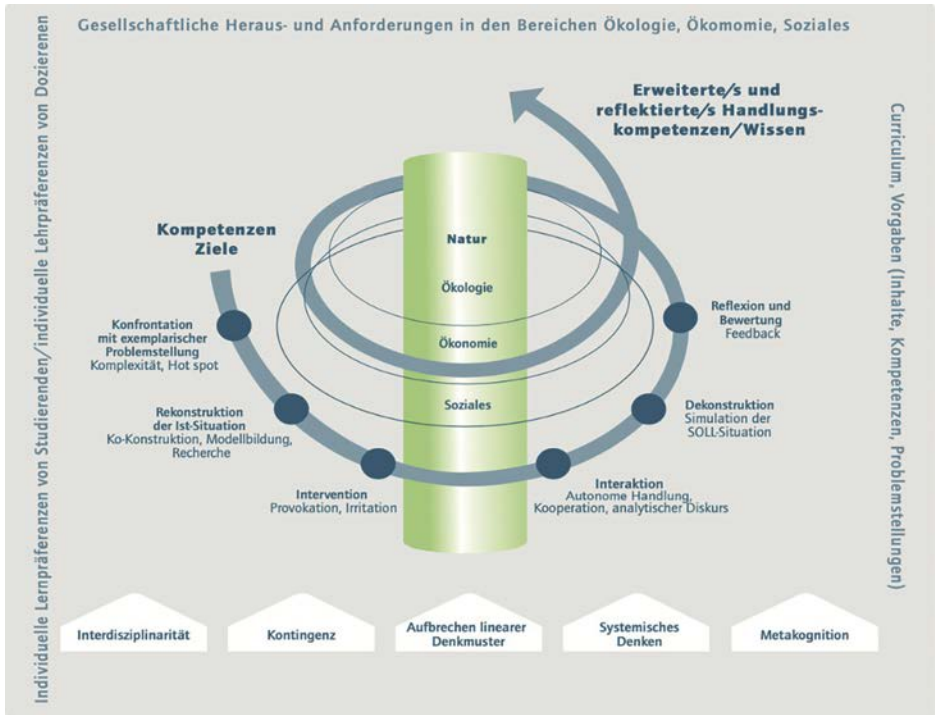 Gesellschaftliche Heraus- und Anforderungen in den Bereichen Ökologie, Ökomomie, Soziales
Individuelle Lernpräferenzen von Studierenden/individuelle Lehrpräferenzen von Dozierenen
Curriculum, Vorgaben (Inhalte, Kompetenzen, Problemstellungen)
Erweiterte/s und
reflektierte/s Handlungs-
kompetenzen/Wissen
Kompetenzen
Ziele
Natur
Ökologie
Ökonomie
Soziales
Konfrontation
mit exemplarischer
Problemstellung
Komplexität, Hot spot
Rekonstruktion
der Ist-Situation
Ko-Konstruktion, Modellbildung,
Recherche
Intervention
Provokation, Irritation
Interaktion
Autonome Handlung,
Kooperation, analytischer Diskurs
Dekonstruktion
Simulation der
SOLL-Situation
Reflexion und
Bewertung
Feedback
Interdisziplinarität
Kontingenz
Aufbrechen linearer
Denkmuster
Systemisches
Denken
Metakognition